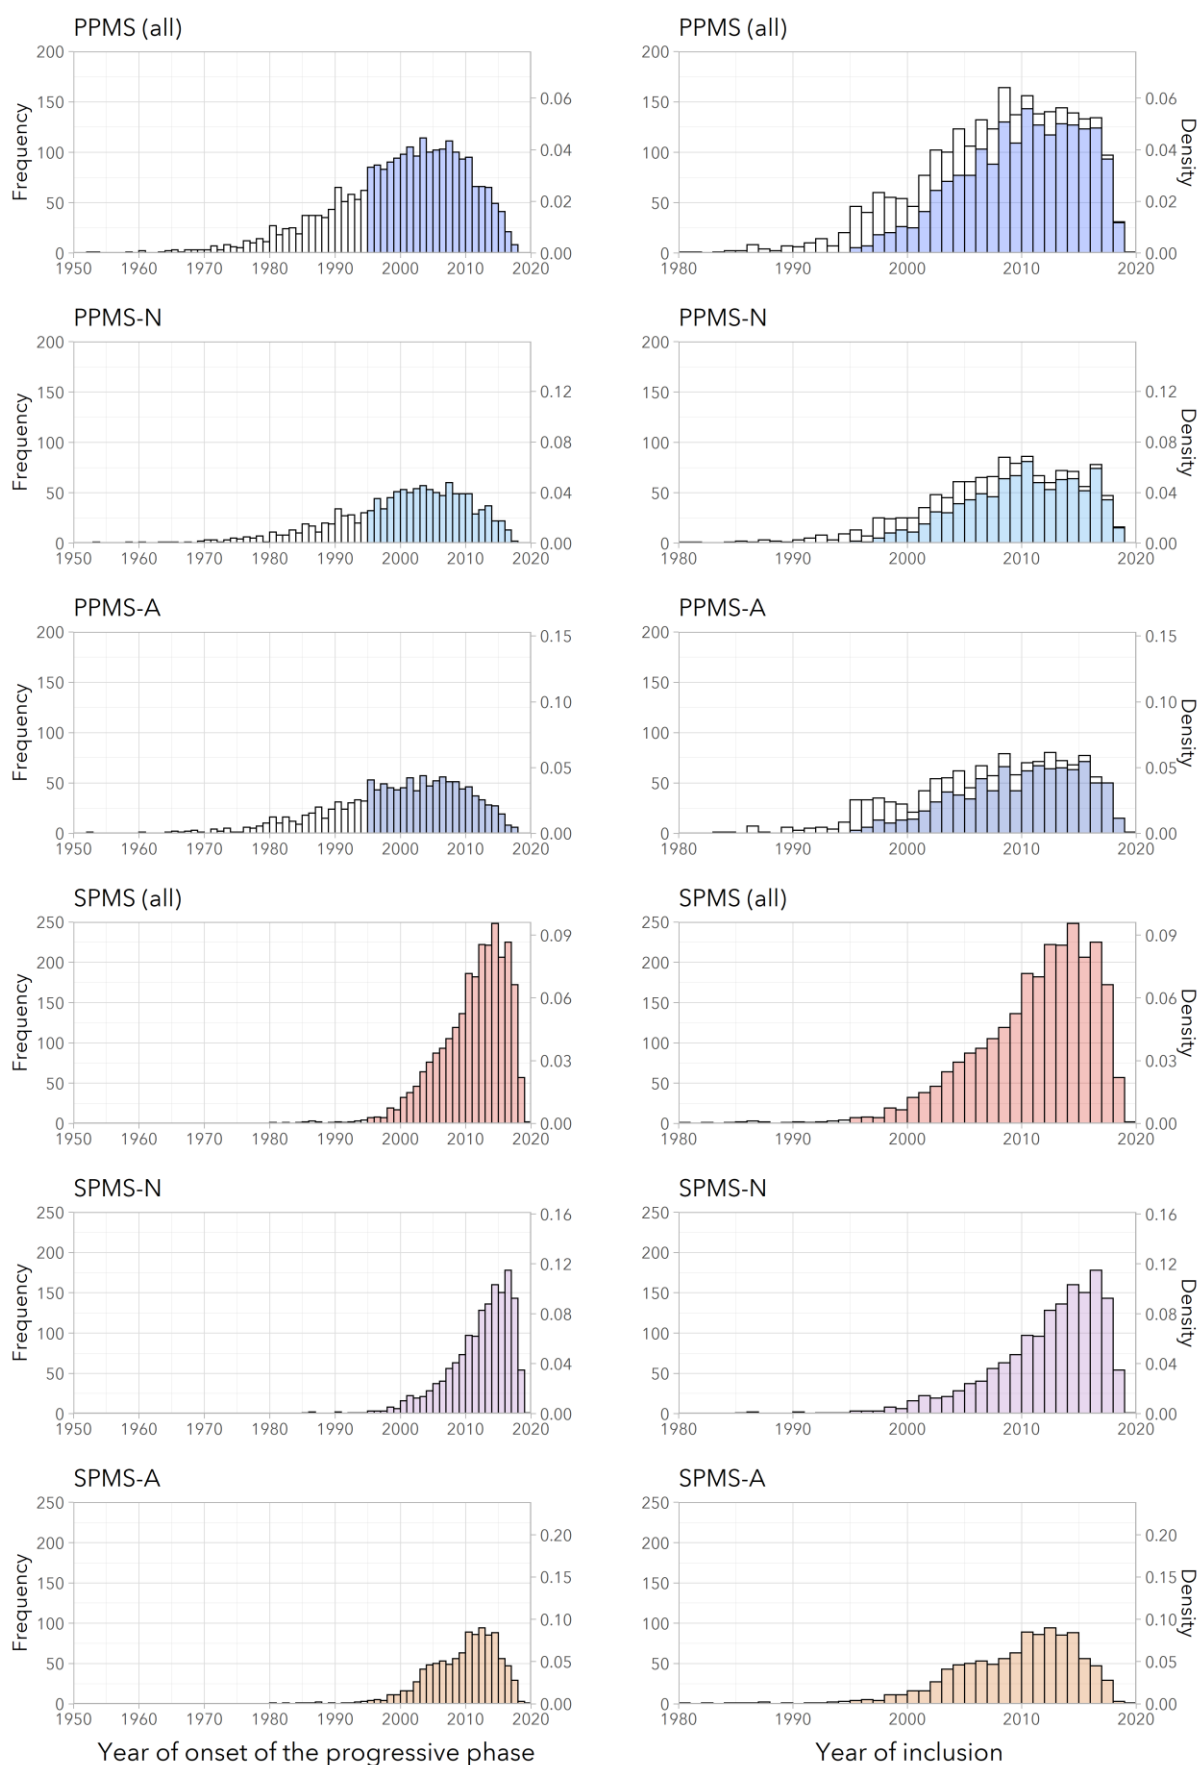 PPMS (all) PPMS (all)
200 200
150 150 0.06
100 100 0.04
50 50 0.02
0 0.00 0 0.00
0.06
0.04
0.02
Frequency Density
1950 1960 1970 1980 1990 2000 2010 2020 1980 1990 2000 2010 2020
PPMS-N PPMS-N
200 200
150 0.12 150 0.12
100 0.08 100 0.08
50 0.04 50 0.04
0 0.00 0 0.00
Frequency Density
1950 1960 1970 1980 1990 2000 2010 2020 1980 1990 2000 2010 2020
PPMS-A PPMS-A
200 0.15 200 0.15
150 150
100 0.10 100 0.10
50 0.05 50 0.05
0 0.00 0 0.00
Frequency Density
1950 1960 1970 1980 1990 2000 2010 2020 1980 1990 2000 2010 2020
SPMS (all) SPMS (all)
250 0.09 250 0.09
200 200
150 0.06 150 0.06
100 100
50 0.03 50 0.03
0 0.00 0 0.00
Frequency Density
1950 1960 1970 1980 1990 2000 2010 2020 1980 1990 2000 2010 2020
SPMS-N SPMS-N
250 0.16 250 0.16
200 0.12 200 0.12
150 150
100 0.08 100 0.08
50 0.04 50 0.04
0 0.00 0 0.00
Frequency Density
1950 1960 1970 1980 1990 2000 2010 2020 1980 1990 2000 2010 2020
SPMS-A SPMS-A
250 250
200 0.20 200 0.20
150 0.15 150 0.15
100 0.10 100 0.10
50 0.05 50 0.05
0 0.00 0 0.00
Frequency Density
1950 1960 1970 1980 1990 2000 2010 2020 1980 1990 2000 2010 2020
Year of onset of the progressive phase Year of inclusion